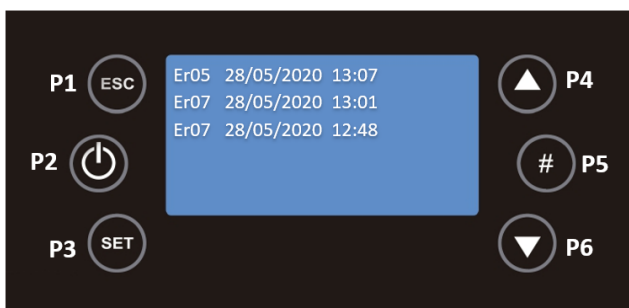 P1 ESC
P2
P3 SET
Er05 28/05/2020 13:07
Er07 28/05/2020 13:01
Er07 28/05/2020 12:48
P4
# P5
P6